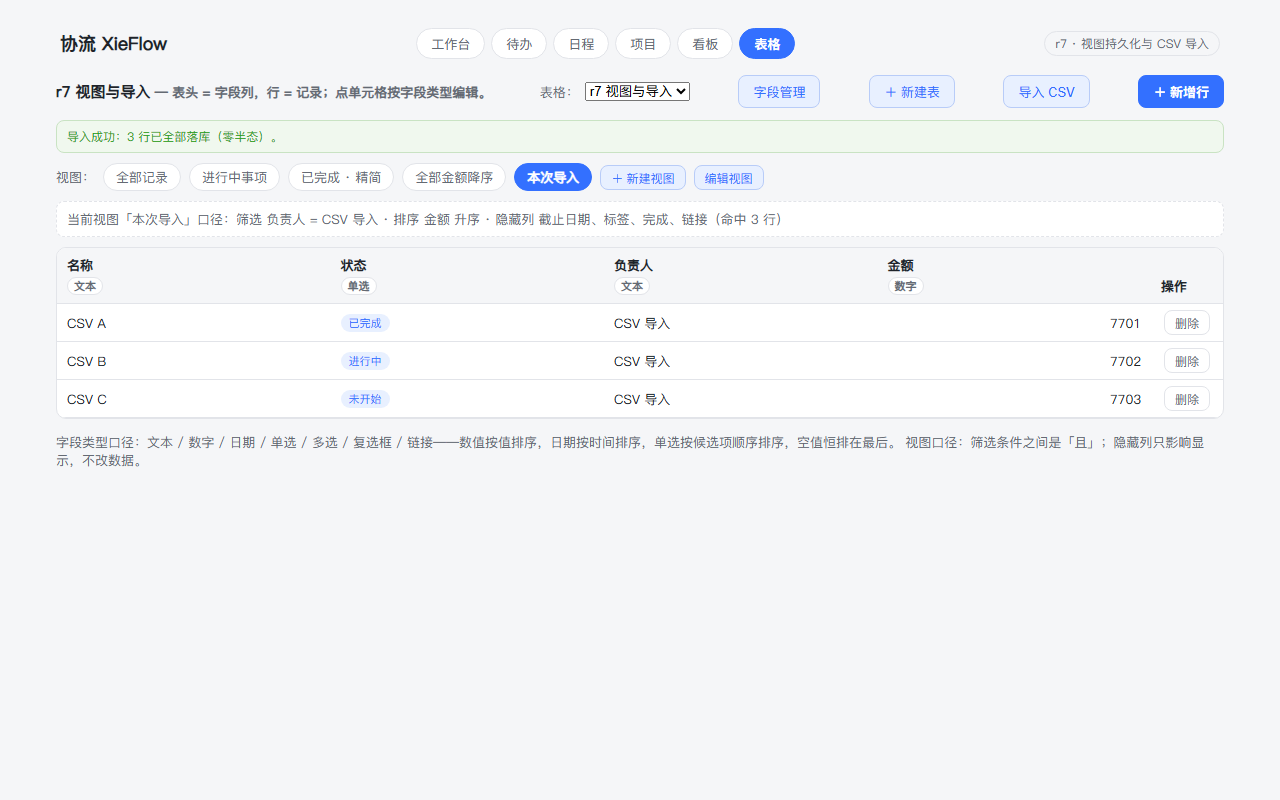 协流 XieFlow
工作台 待办 日程 项目 看板 表格
r7 · 视图持久化与 CSV 导入
r7 视图与导入 — 表头 = 字段列，行 = 记录；点单元格按字段类型编辑。
表格： r7 视图与导入 字段管理 ＋ 新建表 导入 CSV ＋ 新增行
导入成功：3 行已全部落库（零半态）。
视图： 全部记录 进行中事项 已完成 · 精简 全部金额降序 本次导入 ＋ 新建视图 编辑视图
当前视图「本次导入」口径：筛选 负责人 = CSV 导入 · 排序 金额 升序 · 隐藏列 截止日期、标签、完成、链接（命中 3 行）
名称 状态 负责人 金额
文本 单选 文本 数字 操作
CSV A 已完成 CSV 导入 7701 删除
CSV B 进行中 CSV 导入 7702 删除
CSV C 未开始 CSV 导入 7703 删除
字段类型口径：文本 / 数字 / 日期 / 单选 / 多选 / 复选框 / 链接——数值按值排序，日期按时间排序，单选按候选项顺序排序，空值恒排在最后。 视图口径：筛选条件之间是「且」；隐藏列只影响显
示，不改数据。